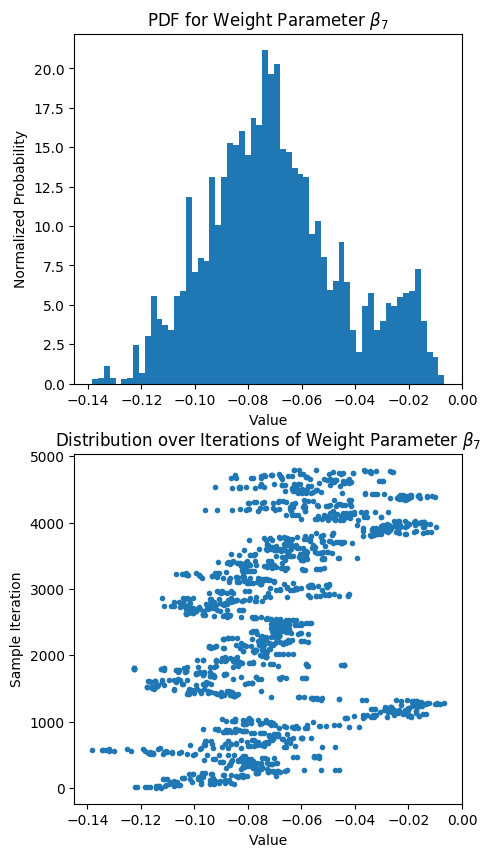 PDF for Weight Parameter β₇
20.0
17.5
15.0
12.5
10.0
7.5
5.0
2.5
0.0
Normalized Probability
−0.14 −0.12 −0.10 −0.08 −0.06 −0.04 −0.02 0.00
Value
Distribution over Iterations of Weight Parameter β₇
5000
4000
3000
2000
1000
0
Sample Iteration
−0.14 −0.12 −0.10 −0.08 −0.06 −0.04 −0.02 0.00
Value